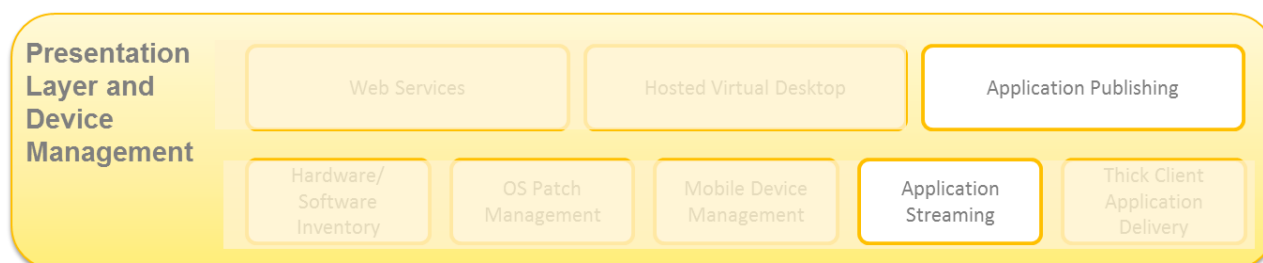 Presentation
Layer and
Device
Management
Web Services
Hosted Virtual Desktop
Application Publishing
Hardware/
Software
Inventory
OS Patch
Management
Mobile Device
Management
Application
Streaming
Thick Client
Application
Delivery